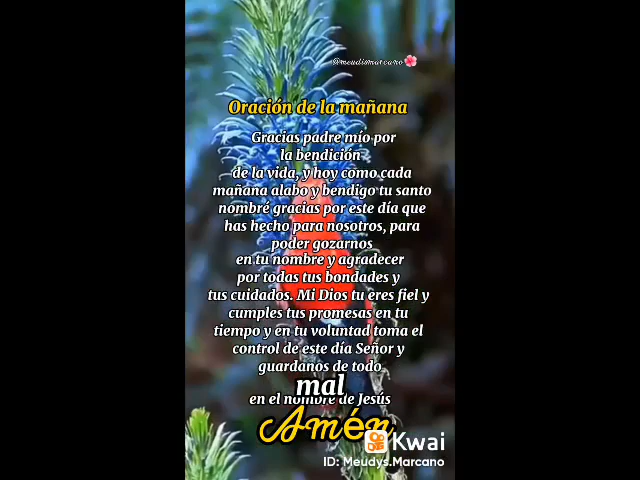 @meudismarcano
Oración de la mañana
Gracias padre mío por
la bendición
de la vida, y hoy como cada
mañana alabo y bendigo tu santo
nombre gracias por este día que
has hecho para nosotros, para
poder gozarnos
en tu nombre y agradecer
por todas tus bondades y
tus cuidados. Mi Dios tu eres fiel y
cumples tus promesas en tu
tiempo y en tu voluntad toma el
control de este día Señor y
guardanos de todo
mal
en el nombre de Jesús
Amén
Kwai
ID: Meudys.Marcano